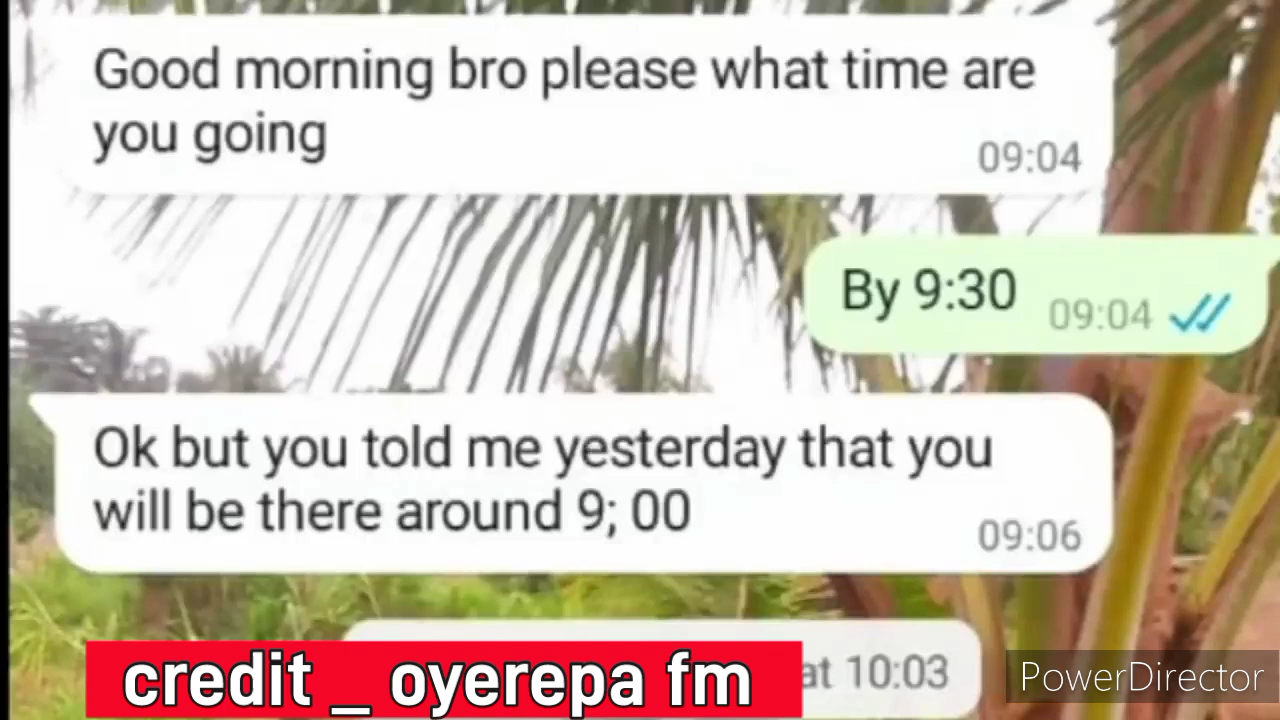 Good morning bro please what time are
you going
09:04
By 9:30
09:04
Ok but you told me yesterday that you
will be there around 9; 00
09:06
at 10:03
credit _ oyerepa fm
PowerDirector